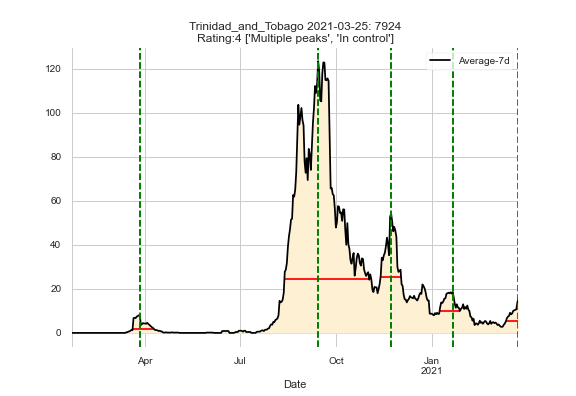 Trinidad_and_Tobago 2021-03-25: 7924
Rating:4 ['Multiple peaks', 'In control']
Average-7d
120
100
80
60
40
20
0
Apr
Jul
Oct
Jan
2021
Date